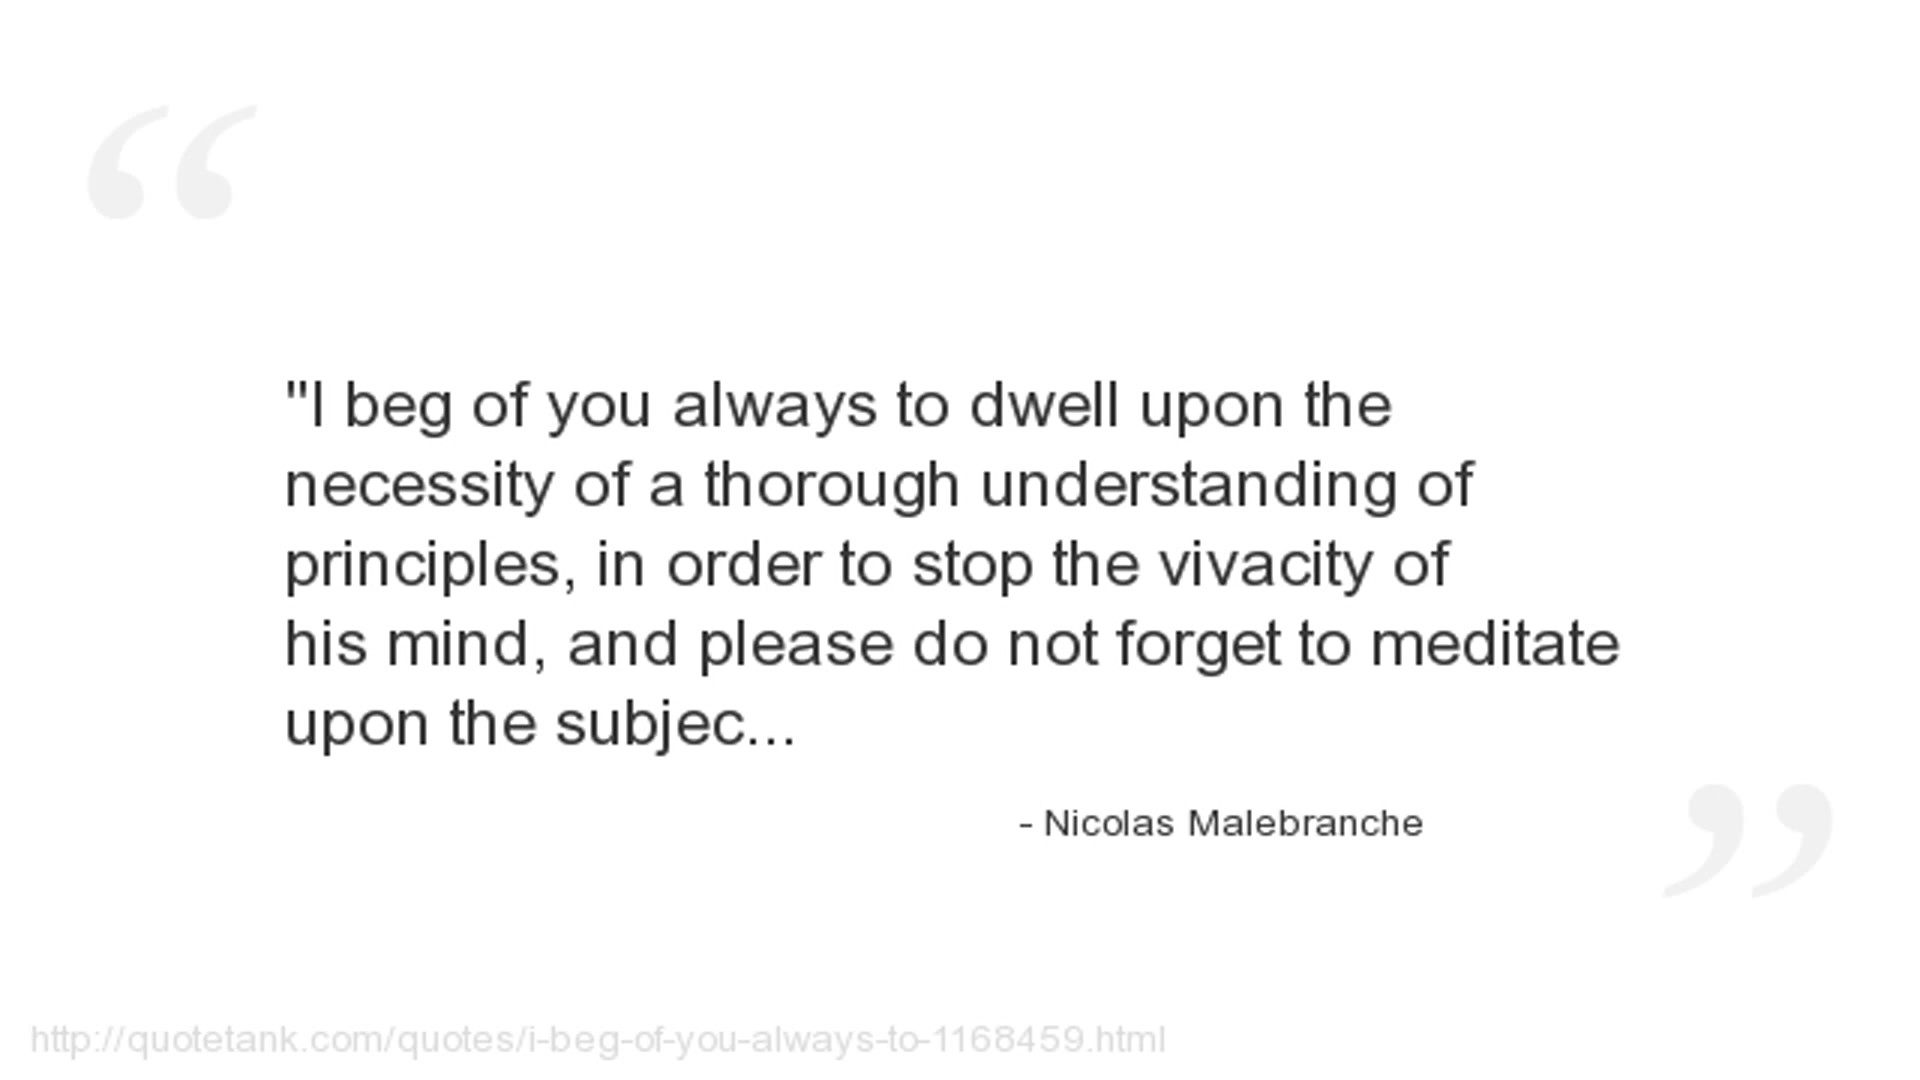 “
"I beg of you always to dwell upon the
necessity of a thorough understanding of
principles, in order to stop the vivacity of
his mind, and please do not forget to meditate
upon the subjec...
- Nicolas Malebranche
”
http://quotetank.com/quotes/i-beg-of-you-always-to-1168459.html